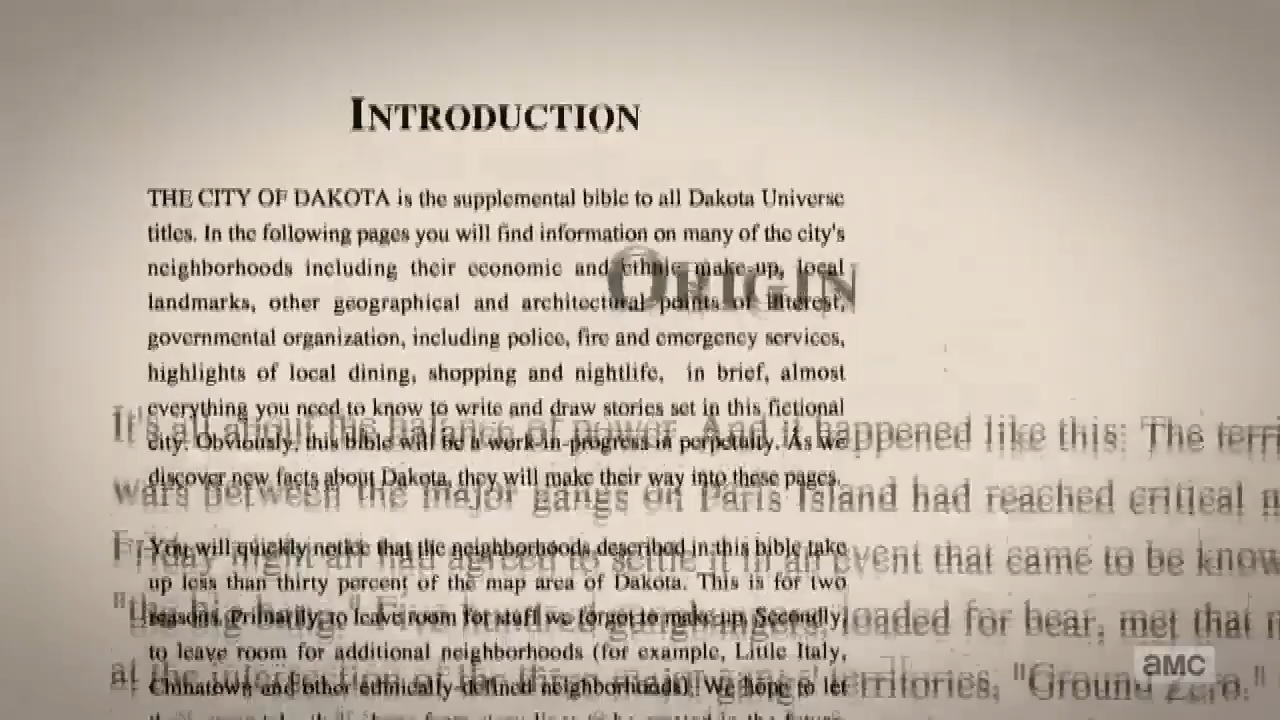 INTRODUCTION
THE CITY OF DAKOTA is the supplemental bible to all Dakota Universe
titles. In the following pages you will find information on many of the city's
neighborhoods including their economic and ethnic make-up, local
landmarks, other geographical and architectural points of interest,
governmental organization, including police, fire and emergency services,
highlights of local dining, shopping and nightlife, in brief, almost
everything you need to know to write and draw stories set in this fictional
city. Obviously, this bible will be a work-in-progress in perpetuity. As we
discover new facts about Dakota, they will make their way into these pages.
You will quickly notice that the neighborhoods described in this bible take
up less than thirty percent of the map area of Dakota. This is for two
reasons. Primarily, to leave room for stuff we forgot to make up. Secondly,
to leave room for additional neighborhoods (for example, Little Italy,
Chinatown and other ethnically defined neighborhoods). We hope to let
ORIGIN
It's all about the balance of power. And it happened like this: The
wars between the major gangs on Paris Island had reached critical
Friday night all had agreed to settle it in an event that came to be
"the big bang." Five hundred gangbangers, loaded for bear, met that
at the intersection of the three major gangs' territories, "Ground Zero."
amc